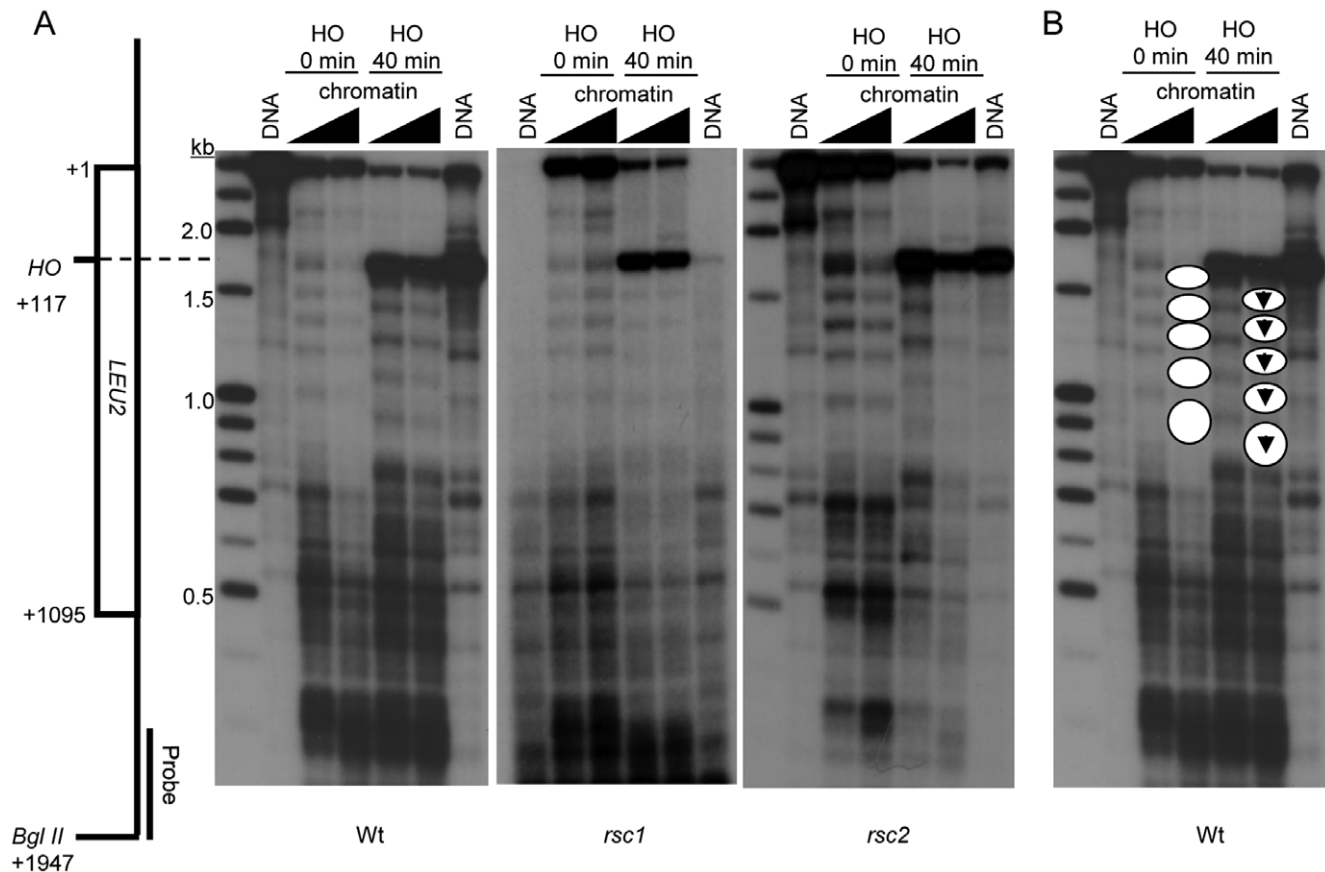 A
B
HO
0 min
HO
40 min
chromatin
DNA
DNA
HO
0 min
HO
40 min
chromatin
DNA
DNA
HO
0 min
HO
40 min
chromatin
DNA
DNA
HO
0 min
HO
40 min
chromatin
DNA
DNA
kb
+1
2.0
HO
+117
1.5
LEU2
1.0
0.5
+1095
Probe
Bgl II
+1947
Wt
rsc1
rsc2
Wt